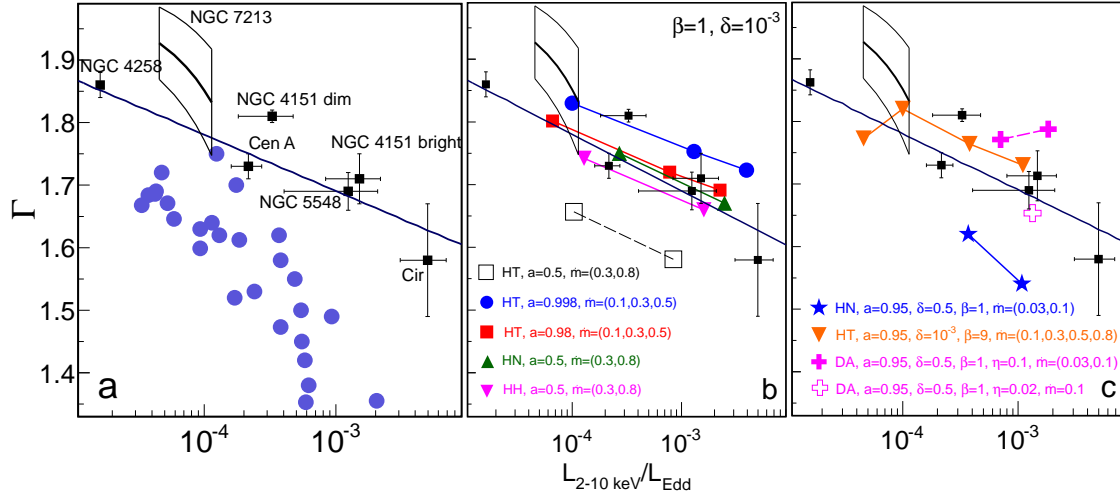 Γ
1.9
1.8
1.7
1.6
1.5
1.4
NGC 7213
NGC 4258
NGC 4151 dim
Cen A
NGC 4151 bright
NGC 5548
Cir
a
10⁻⁴
10⁻³
β=1, δ=10⁻³
HT, a=0.5, ṁ=(0.3,0.8)
HT, a=0.998, ṁ=(0.1,0.3,0.5)
HT, a=0.98, ṁ=(0.1,0.3,0.5)
HN, a=0.5, ṁ=(0.3,0.8)
HH, a=0.5, ṁ=(0.3,0.8)
b
10⁻⁴
10⁻³
L₂₋₁₀ ₖₑV/L_Edd
HN, a=0.95, δ=0.5, β=1, ṁ=(0.03,0.1)
HT, a=0.95, δ=10⁻³, β=9, ṁ=(0.1,0.3,0.5,0.8)
DA, a=0.95, δ=0.5, β=1, η=0.1, ṁ=(0.03,0.1)
DA, a=0.95, δ=0.5, β=1, η=0.02, ṁ=0.1
c
10⁻⁴
10⁻³